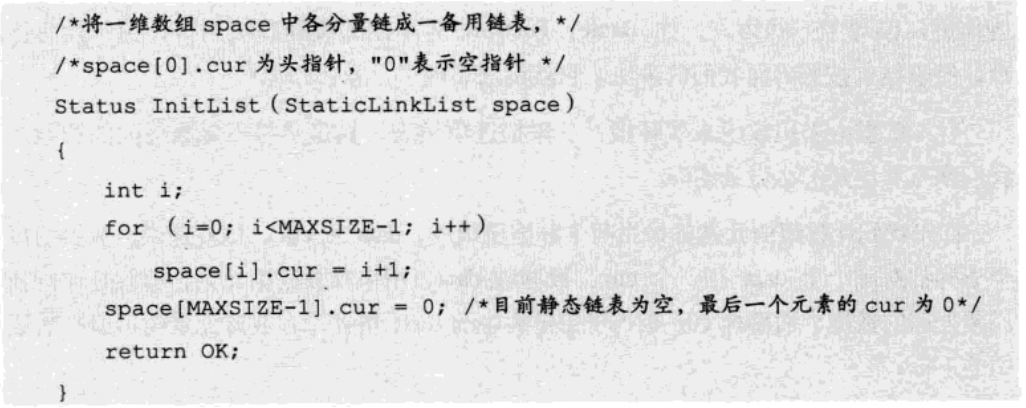 /*将一维数组 space 中各分量链成一备用链表, */
/*space[0].cur 为头指针, "0"表示空指针 */
Status InitList(StaticLinkList space)
{
int i;
for (i=0; i<MAXSIZE-1; i++)
space[i].cur = i+1;
space[MAXSIZE-1].cur = 0; /*目前静态链表为空, 最后一个元素的 cur 为 0*/
return OK;
}